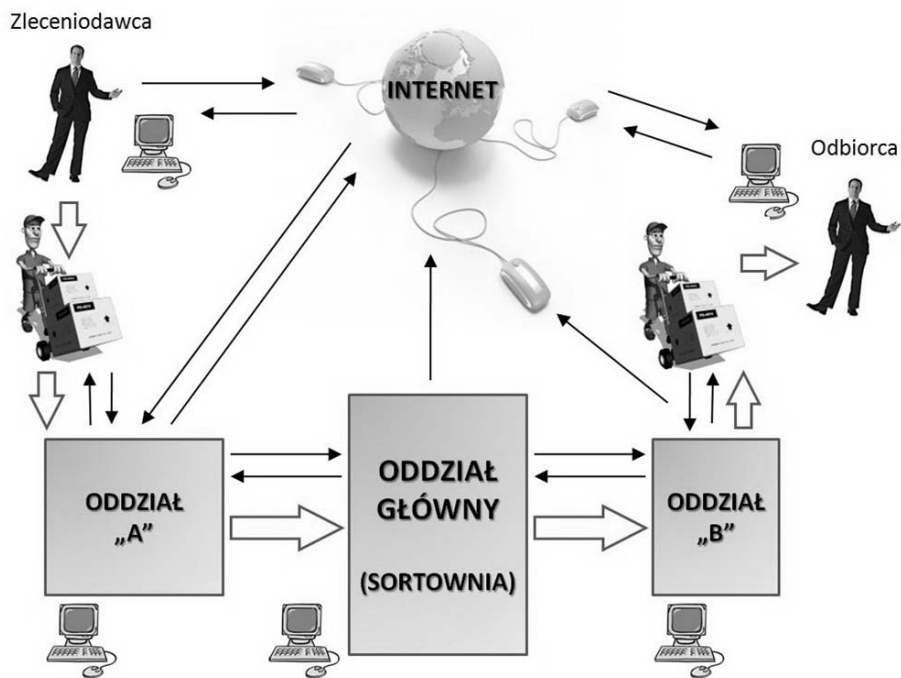 Zleceniodawca
INTERNET
Odbiorca
ODDZIAŁ
„A”
ODDZIAŁ
GŁÓWNY
(SORTOWNIA)
ODDZIAŁ
„B”